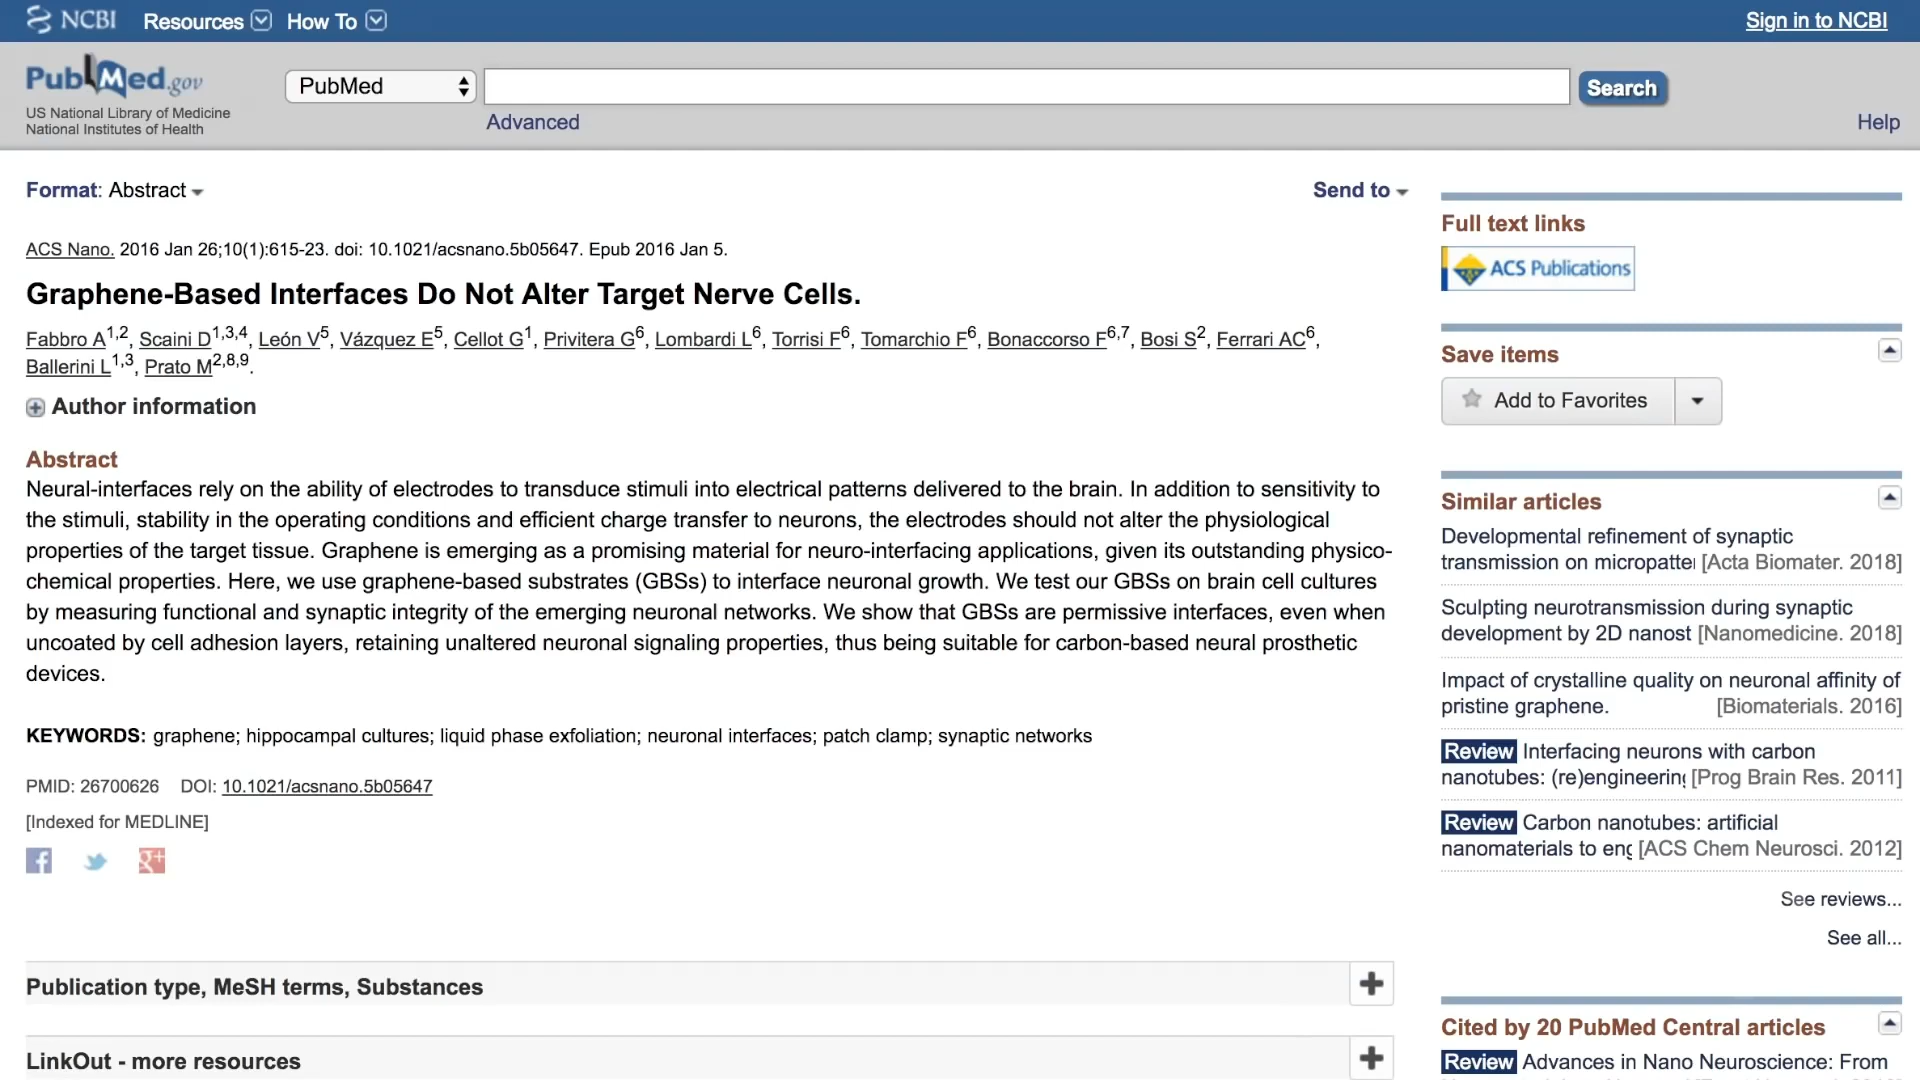 NCBI Resources How To Sign in to NCBI
PubMed.gov
US National Library of Medicine
National Institutes of Health
PubMed
Search
Advanced
Help
Format: Abstract
Send to
ACS Nano. 2016 Jan 26;10(1):615-23. doi: 10.1021/acsnano.5b05647. Epub 2016 Jan 5.
Graphene-Based Interfaces Do Not Alter Target Nerve Cells.
Fabbro A1,2, Scaini D1,3,4, León V5, Vázquez E5, Cellot G1, Privitera G6, Lombardi L6, Torrisi F6, Tomarchio F6, Bonaccorso F6,7, Bosi S2, Ferrari AC6,
Ballerini L1,3, Prato M2,8,9.
Author information
Abstract
Neural-interfaces rely on the ability of electrodes to transduce stimuli into electrical patterns delivered to the brain. In addition to sensitivity to
the stimuli, stability in the operating conditions and efficient charge transfer to neurons, the electrodes should not alter the physiological
properties of the target tissue. Graphene is emerging as a promising material for neuro-interfacing applications, given its outstanding physico-
chemical properties. Here, we use graphene-based substrates (GBSs) to interface neuronal growth. We test our GBSs on brain cell cultures
by measuring functional and synaptic integrity of the emerging neuronal networks. We show that GBSs are permissive interfaces, even when
uncoated by cell adhesion layers, retaining unaltered neuronal signaling properties, thus being suitable for carbon-based neural prosthetic
devices.
KEYWORDS: graphene; hippocampal cultures; liquid phase exfoliation; neuronal interfaces; patch clamp; synaptic networks
PMID: 26700626 DOI: 10.1021/acsnano.5b05647
[Indexed for MEDLINE]
f
g+
Publication type, MeSH terms, Substances
LinkOut - more resources
Full text links
ACS Publications
Save items
Add to Favorites
Similar articles
Developmental refinement of synaptic
transmission on micropatte [Acta Biomater. 2018]
Sculpting neurotransmission during synaptic
development by 2D nanost [Nanomedicine. 2018]
Impact of crystalline quality on neuronal affinity of
pristine graphene. [Biomaterials. 2016]
Review Interfacing neurons with carbon
nanotubes: (re)engineering [Prog Brain Res. 2011]
Review Carbon nanotubes: artificial
nanomaterials to eng [ACS Chem Neurosci. 2012]
See reviews...
See all...
Cited by 20 PubMed Central articles
Review Advances in Nano Neuroscience: From